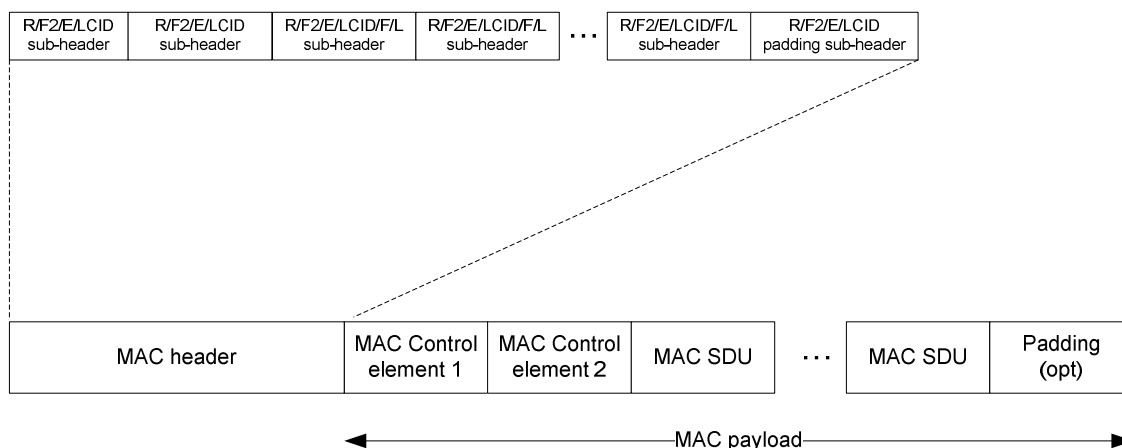 R/F2/E/LCID
sub-header
R/F2/E/LCID
sub-header
R/F2/E/LCID/F/L
sub-header
R/F2/E/LCID/F/L
sub-header
...
R/F2/E/LCID/F/L
sub-header
R/F2/E/LCID
padding sub-header
MAC header
MAC Control
element 1
MAC Control
element 2
MAC SDU
...
MAC SDU
Padding
(opt)
MAC payload